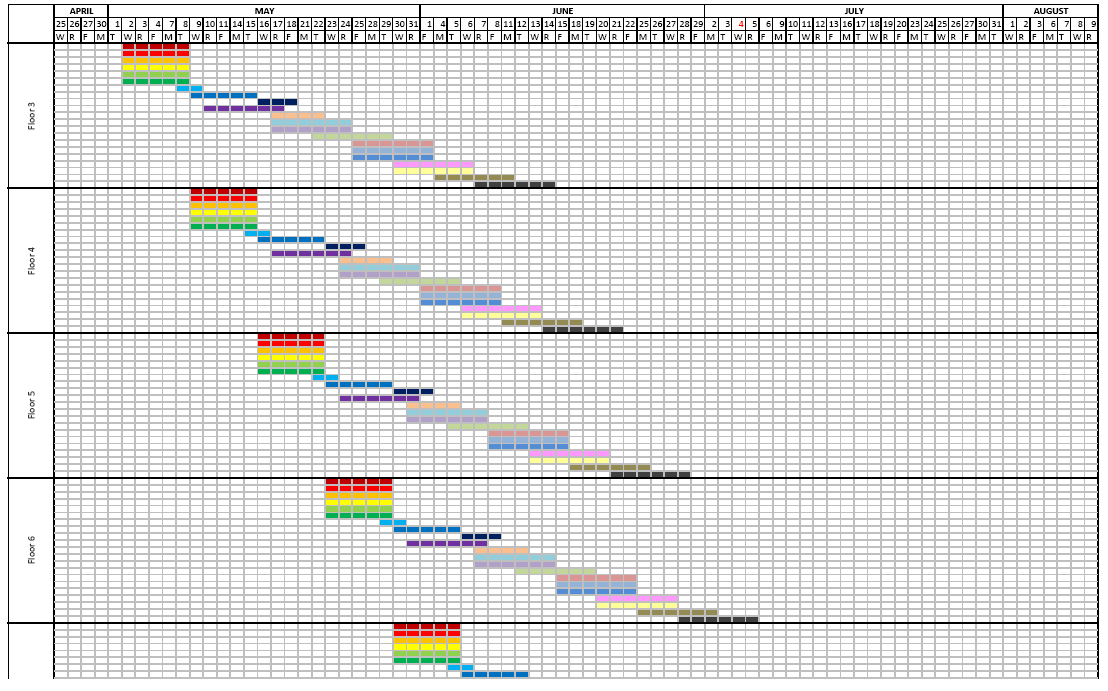 APRIL MAY JUNE JULY AUGUST
25 26 27 30 1 2 3 4 7 8 9 10 11 14 15 16 17 18 21 22 23 24 25 28 29 30 31 1 4 5 6 7 8 11 12 13 14 15 18 19 20 21 22 25 26 27 28 29 2 3 4 5 6 9 10 11 12 13 16 17 18 19 20 23 24 25 26 27 30 31 1 2 3 6 7 8 9
W R F M T W R F M T W R F M T W R F M T W R F M T W R F M T W R F M T W R F M T W R F M T W R F M T W R F M T W R F M T W R F M T W R F M T W R F M T W R
Floor 3
Floor 4
Floor 5
Floor 6